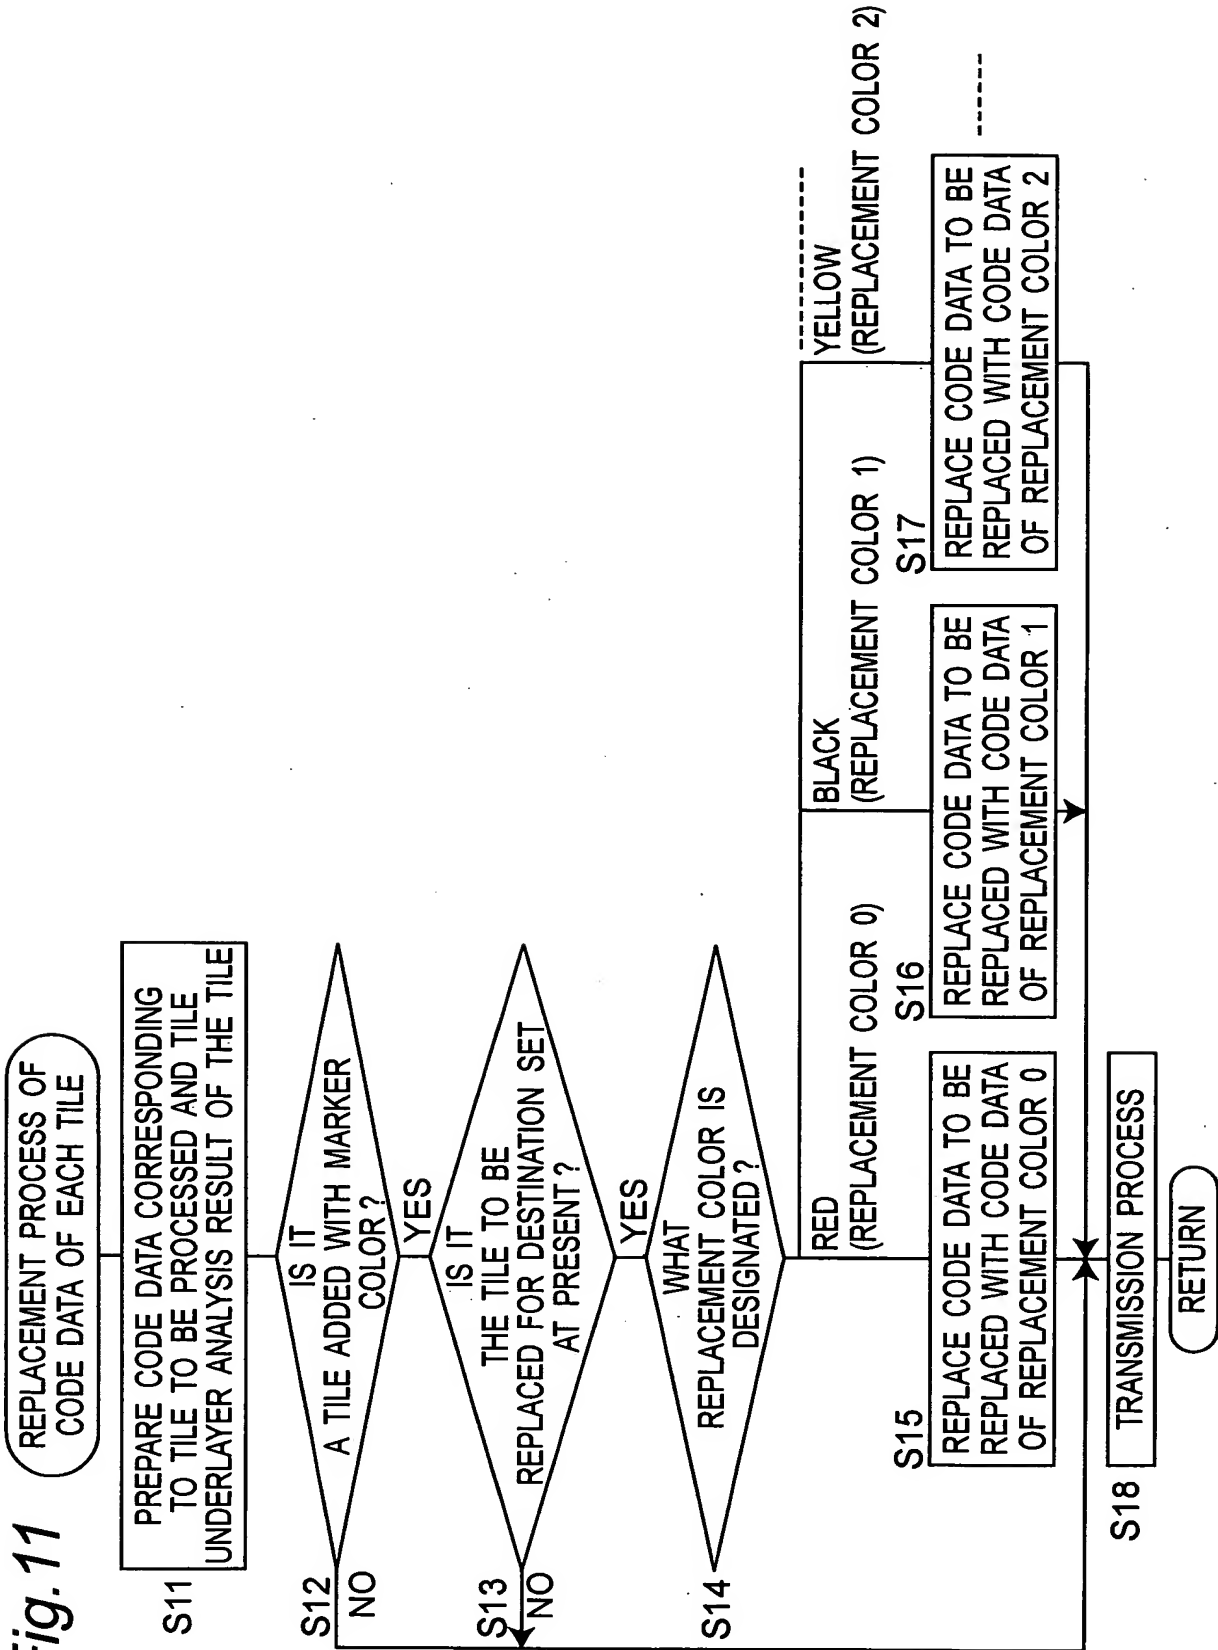 Fig.11
REPLACEMENT PROCESS OF
CODE DATA OF EACH TILE
S11
PREPARE CODE DATA CORRESPONDING
TO TILE TO BE PROCESSED AND TILE
UNDERLAYER ANALYSIS RESULT OF THE TILE
S12
IS IT
A TILE ADDED WITH MARKER
COLOR?
NO
YES
S13
IS IT
THE TILE TO BE
REPLACED FOR DESTINATION SET
AT PRESENT?
NO
YES
S14
WHAT
REPLACEMENT COLOR IS
DESIGNATED?
RED
(REPLACEMENT COLOR 0)
BLACK
(REPLACEMENT COLOR 1)
YELLOW
(REPLACEMENT COLOR 2)
S15
REPLACE CODE DATA TO BE
REPLACED WITH CODE DATA
OF REPLACEMENT COLOR 0
S16
REPLACE CODE DATA TO BE
REPLACED WITH CODE DATA
OF REPLACEMENT COLOR 1
S17
REPLACE CODE DATA TO BE
REPLACED WITH CODE DATA
OF REPLACEMENT COLOR 2
S18
TRANSMISSION PROCESS
RETURN